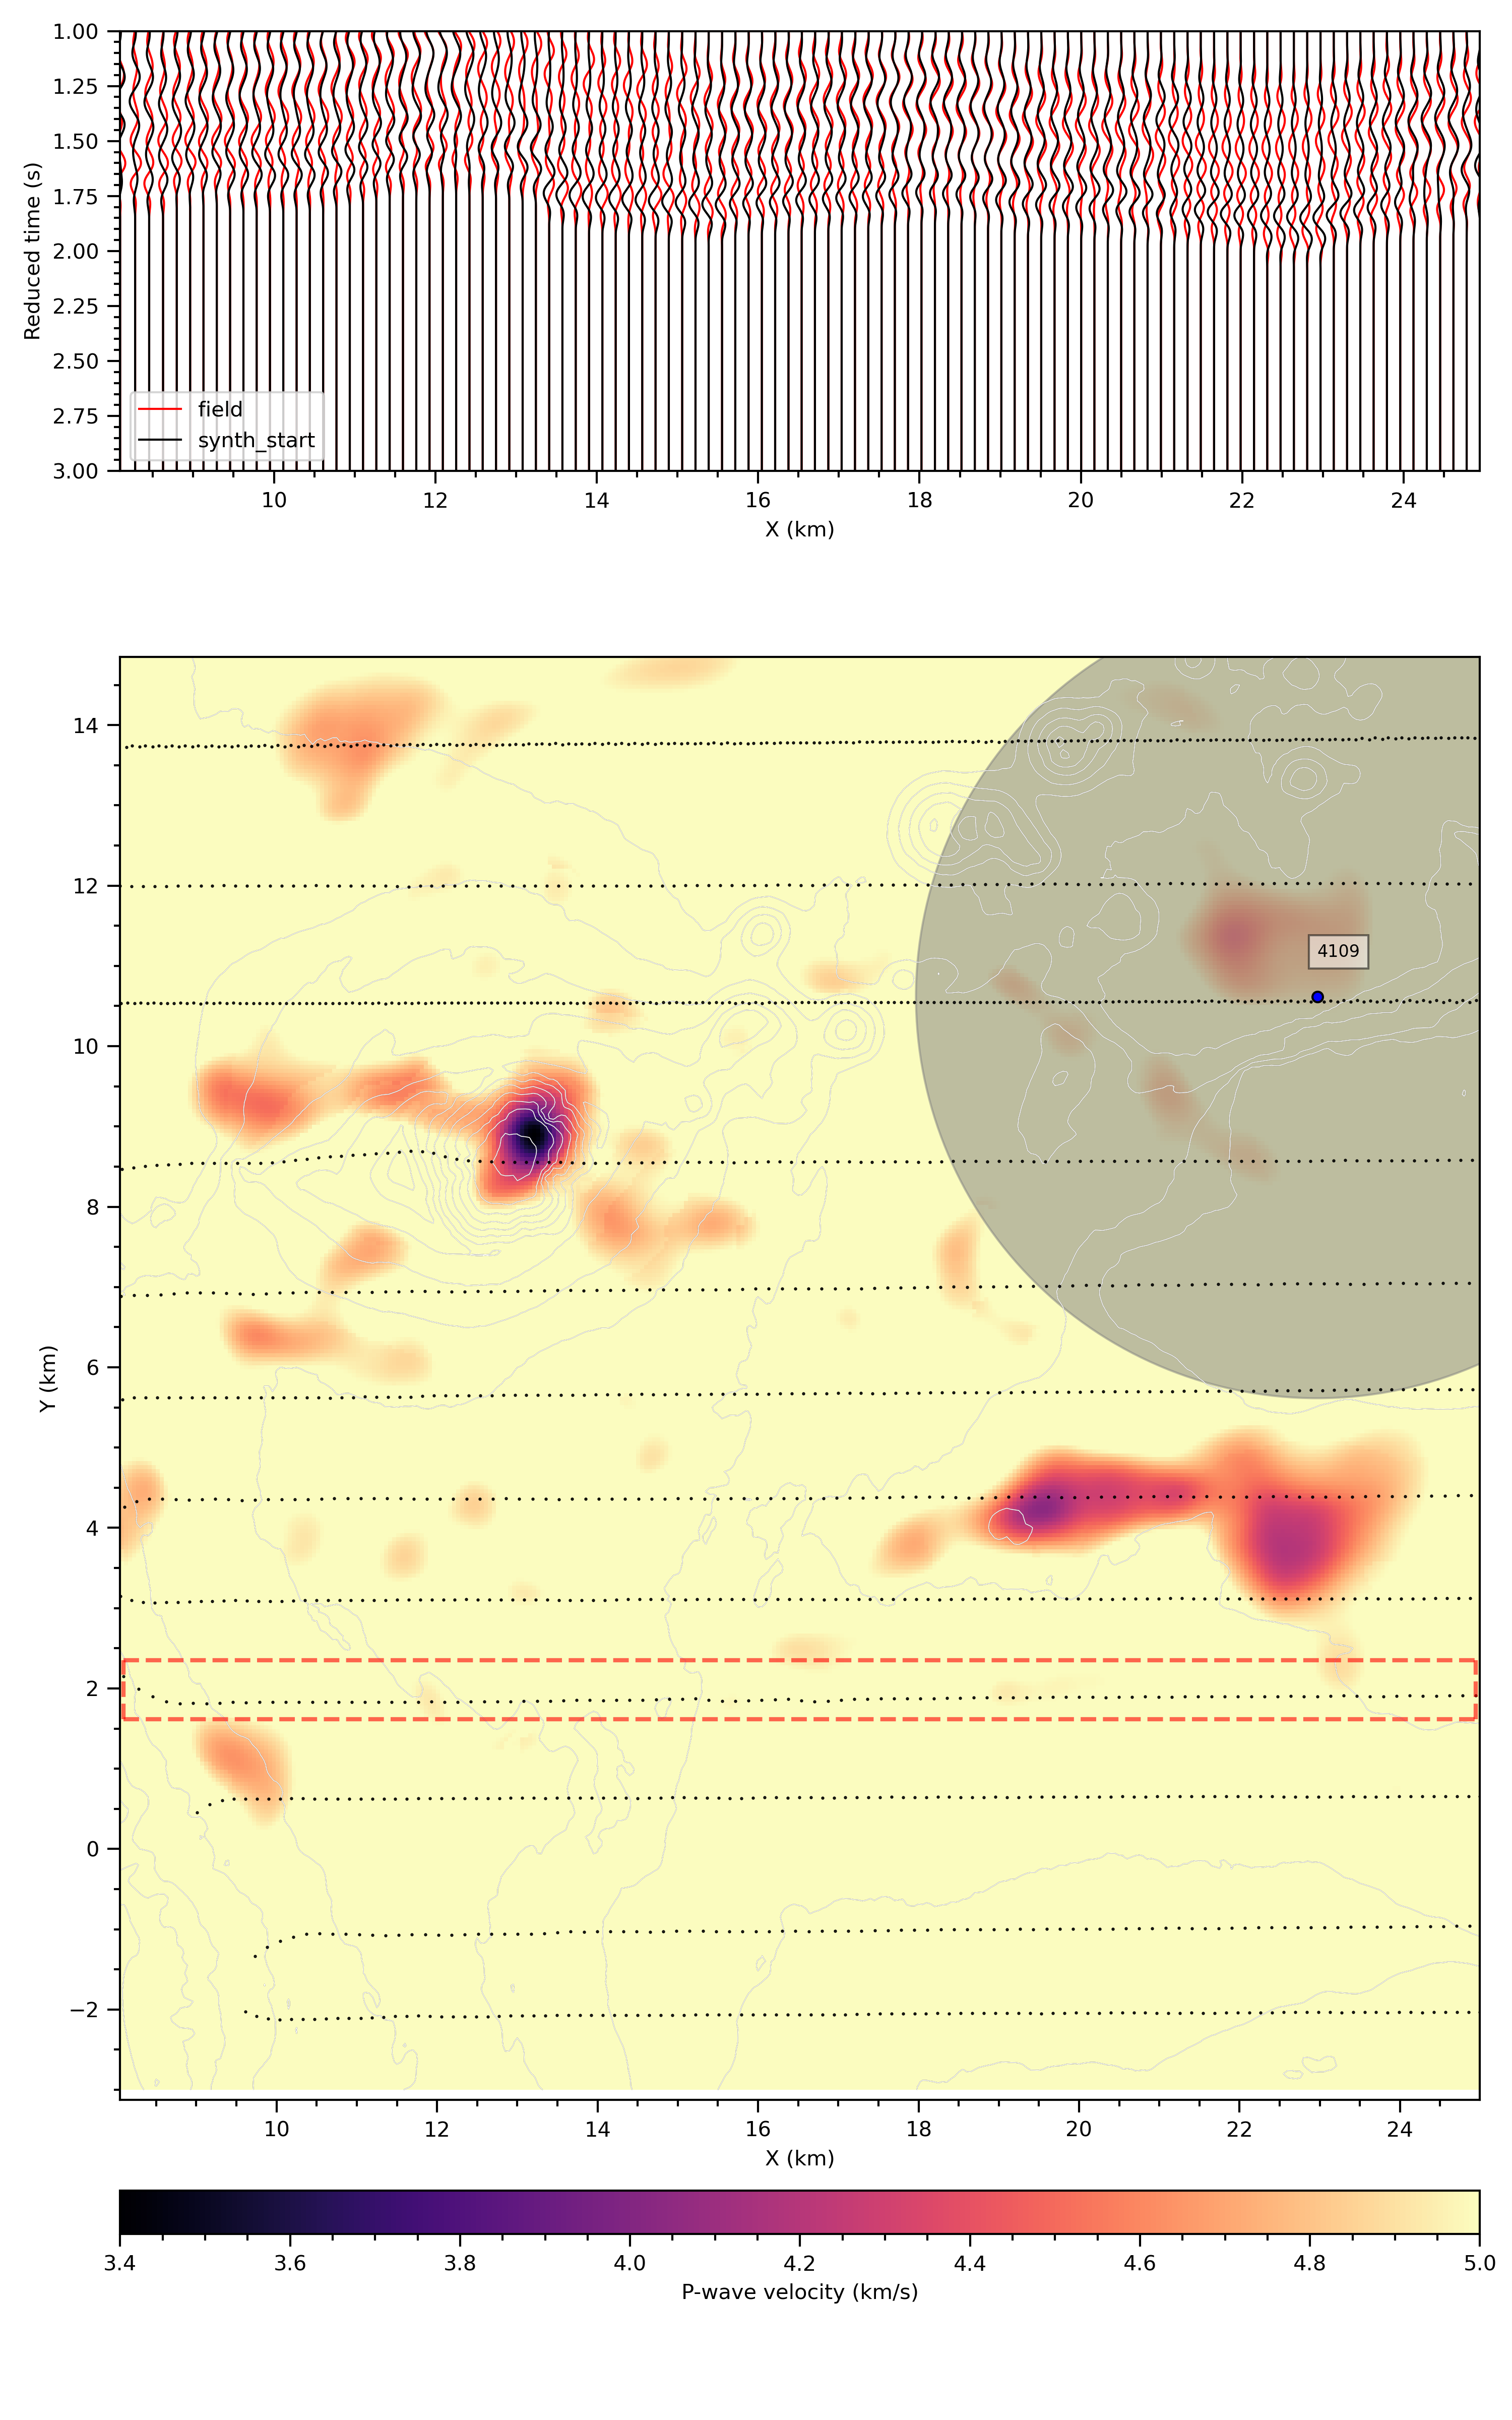 1.00
1.25
1.50
1.75
2.00
2.25
2.50
2.75
3.00
Reduced time (s)
field
synth_start
10 12 14 16 18 20 22 24
X (km)
14
12
10
8
6
4
2
0
−2
Y (km)
4109
10 12 14 16 18 20 22 24
X (km)
3.4 3.6 3.8 4.0 4.2 4.4 4.6 4.8 5.0
P-wave velocity (km/s)